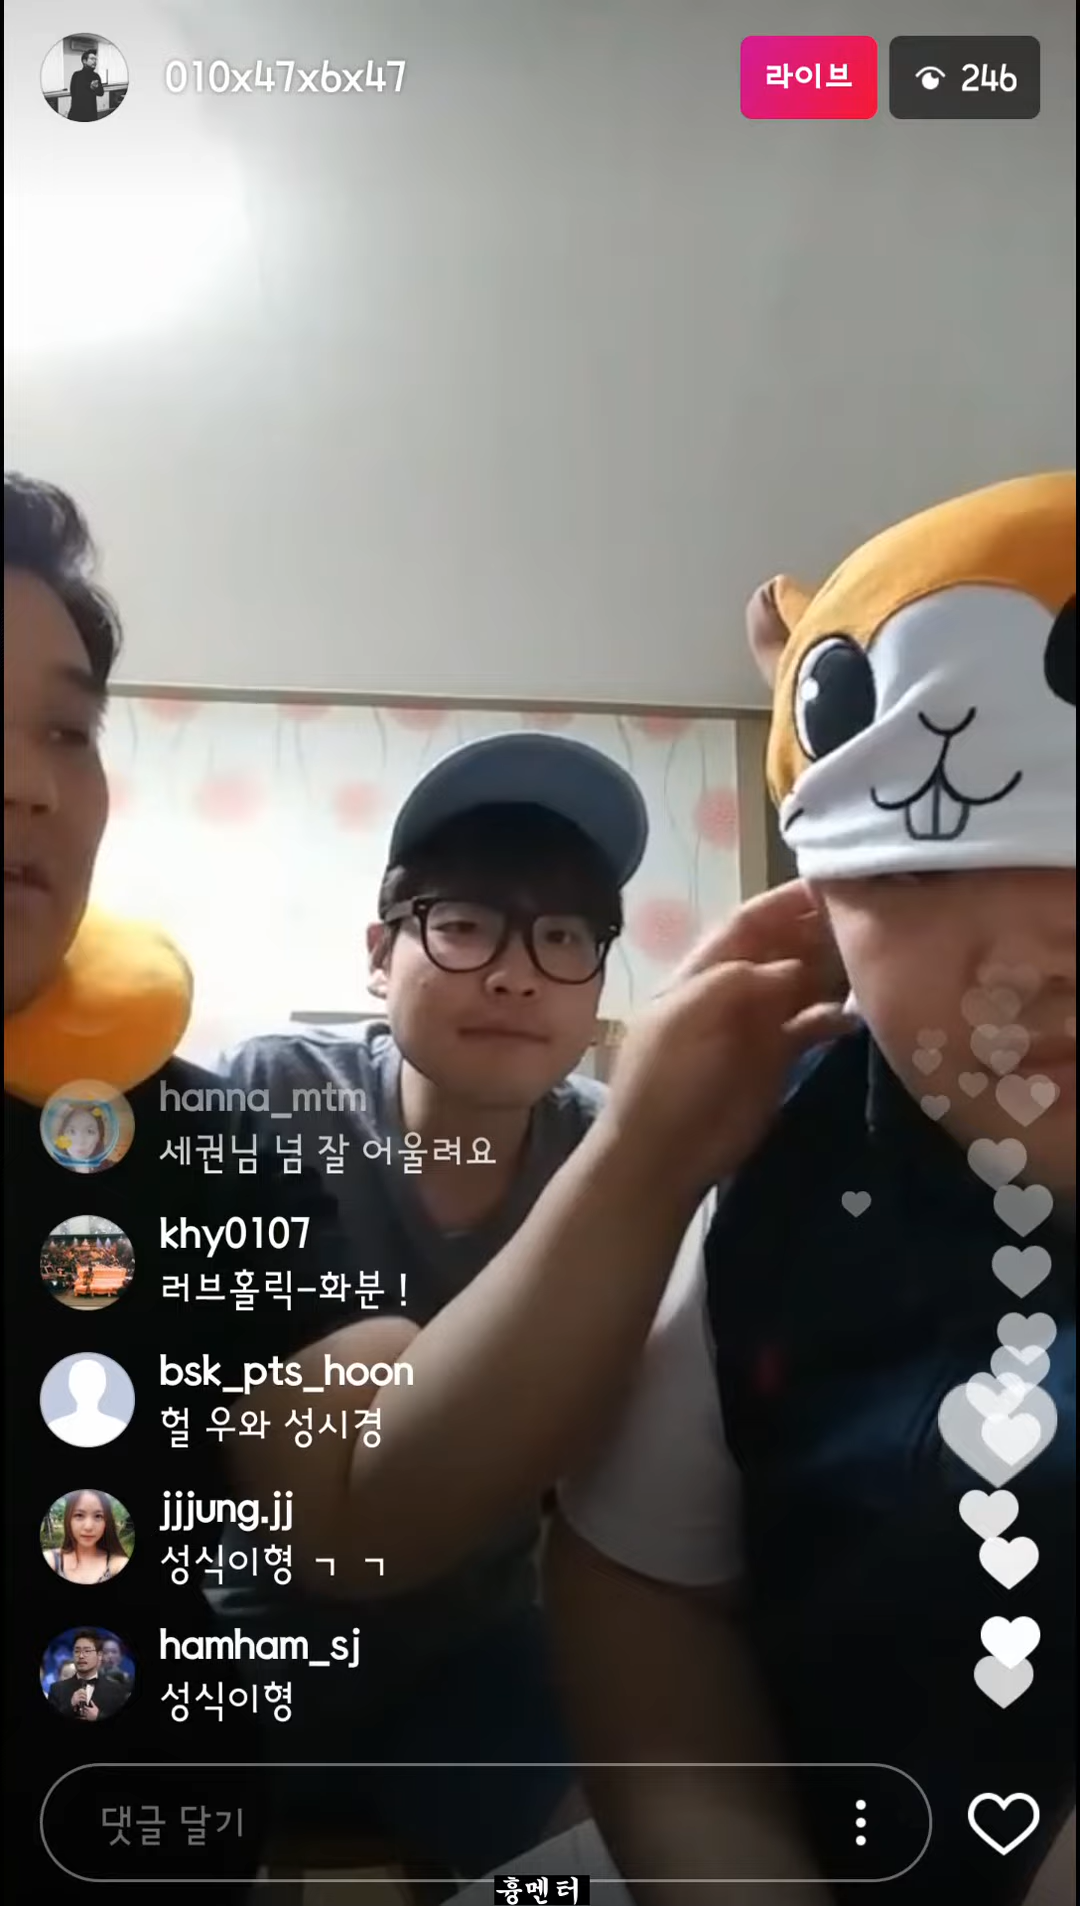 010x47x6x47
라이브
246
hanna_mtm
세권님 넘 잘 어울려요
khy0107
러브홀릭-화분 !
bsk_pts_hoon
헐 우와 성시경
jjjung.jj
성식이형 ㄱ ㄱ
hamham_sj
성식이형
댓글 달기
흉멘터